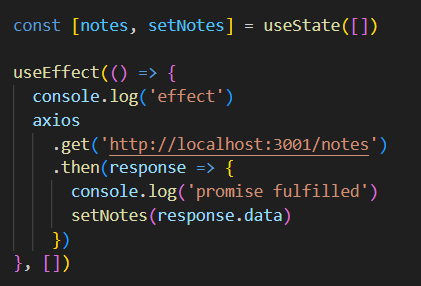 const [notes, setNotes] = useState([])
useEffect(() => {
console.log('effect')
axios
.get('http://localhost:3001/notes')
.then(response => {
console.log('promise fulfilled')
setNotes(response.data)
})
}, [])